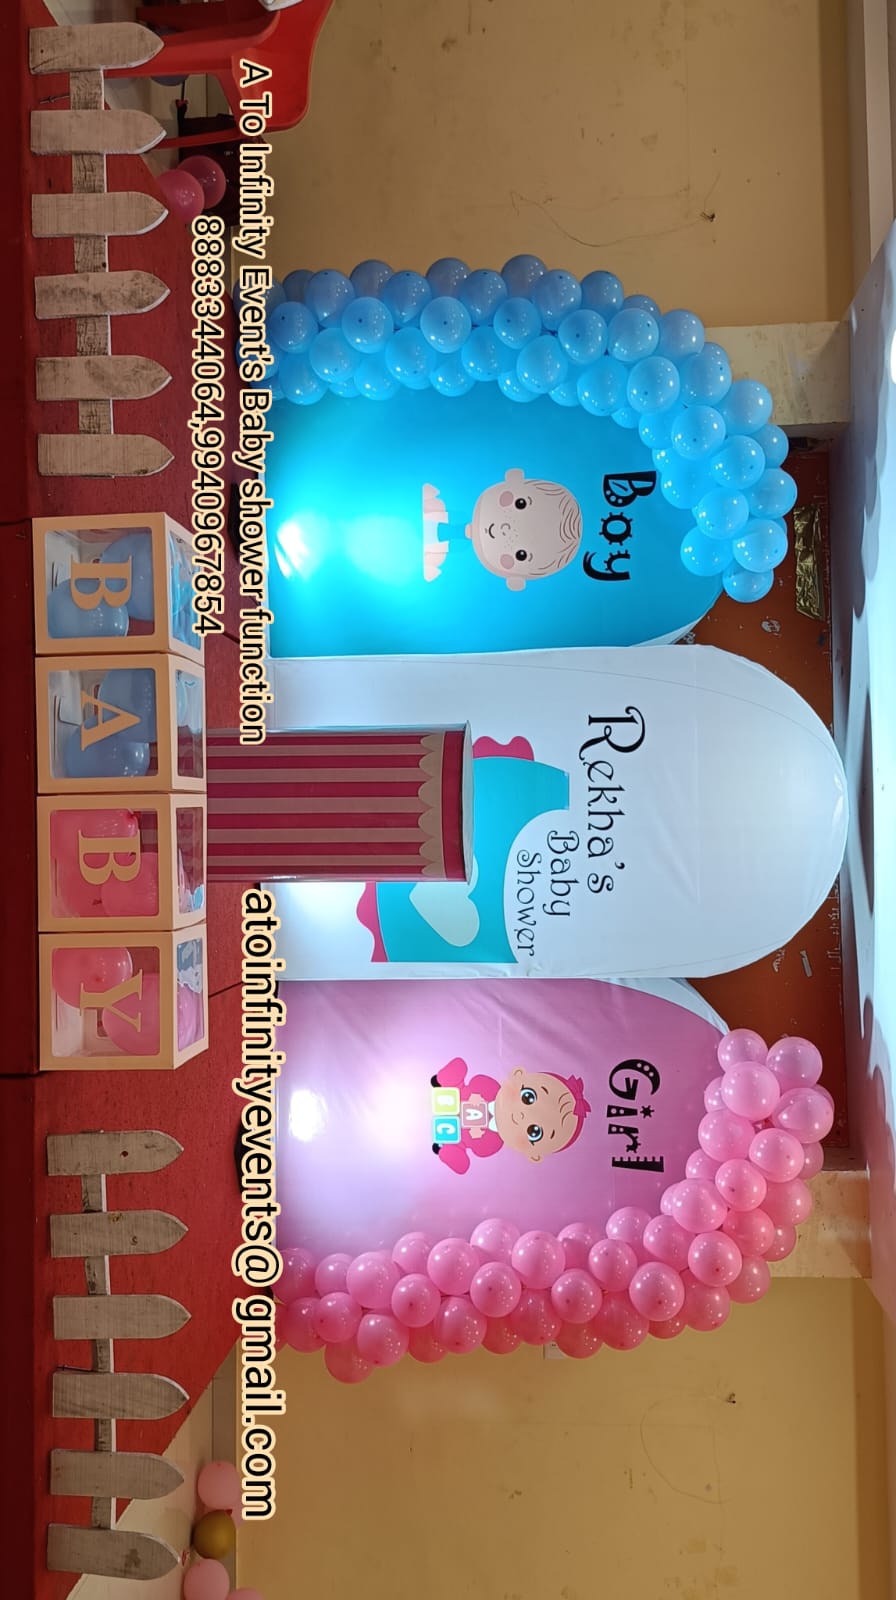 Boy
Rekha's
Baby
Shower
Girl
A
B C
A To Infinity Event's Baby shower function
8883344064,9940967854
atoinfinityevents@ gmail.com
B A B Y